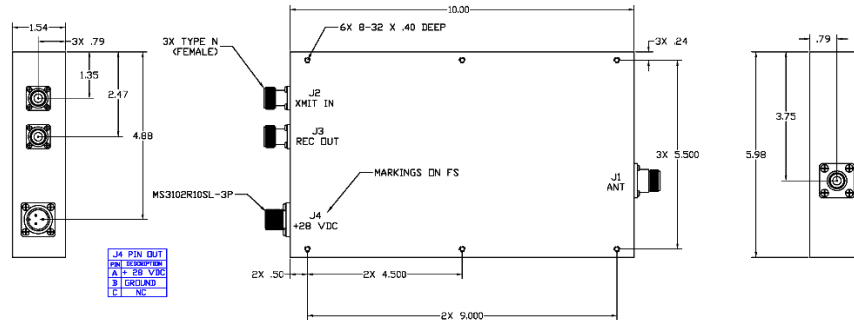 1.54
3X .79
1.35
2.47
4.88
3X TYPE N
(FEMALE)
10.00
6X 8-32 X .40 DEEP
3X .24
J2
XMIT IN
J3
REC OUT
MARKINGS ON FS
3X 5.500
J1
ANT
MS3102R10SL-3P
J4
+28 VDC
2X .50
2X 4.500
2X 9.000
.79
3.75
5.98
J4 PIN OUT
PIN DESCRIPTION
A + 28 VDC
B GROUND
C NC